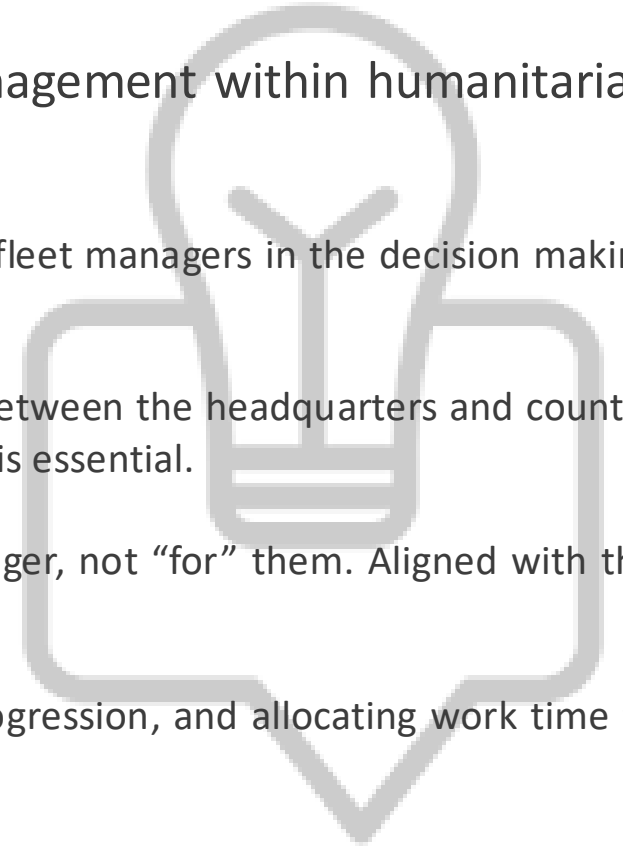 nagement within humanitaria
fleet managers in the decision makin
etween the headquarters and count
is essential.
ger, not “for” them. Aligned with th
ogression, and allocating work time